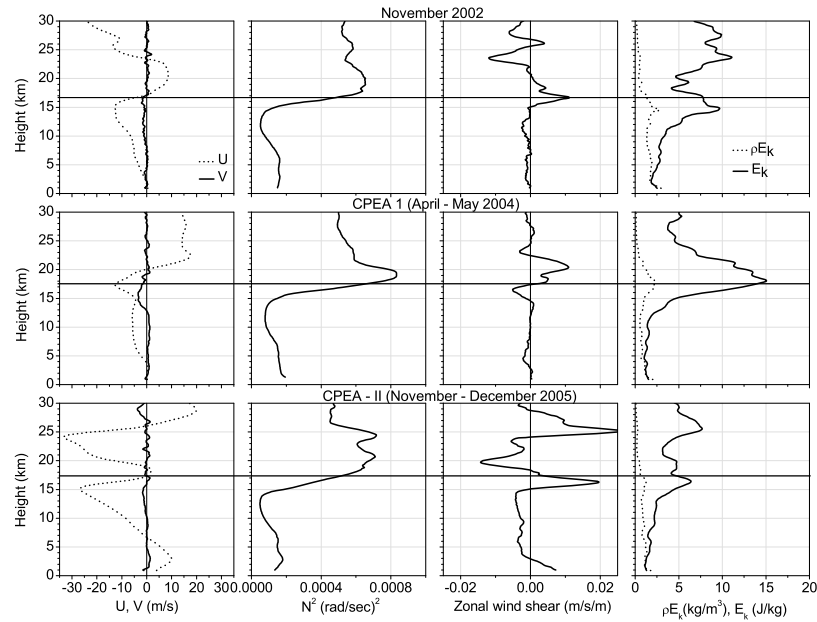 November 2002
30
25
20
15
10
5
0
Height (km)
U
V
ρEk
Ek
CPEA 1 (April - May 2004)
30
25
20
15
10
5
0
Height (km)
CPEA - II (November - December 2005)
30
25
20
15
10
5
0
Height (km)
-30 -20 -10 0 10 20 30 0.0000 0.0004 0.0008 -0.02 0.00 0.02 0 5 10 15 20
U, V (m/s) N² (rad/sec)² Zonal wind shear (m/s/m) ρEk(kg/m³), Ek (J/kg)